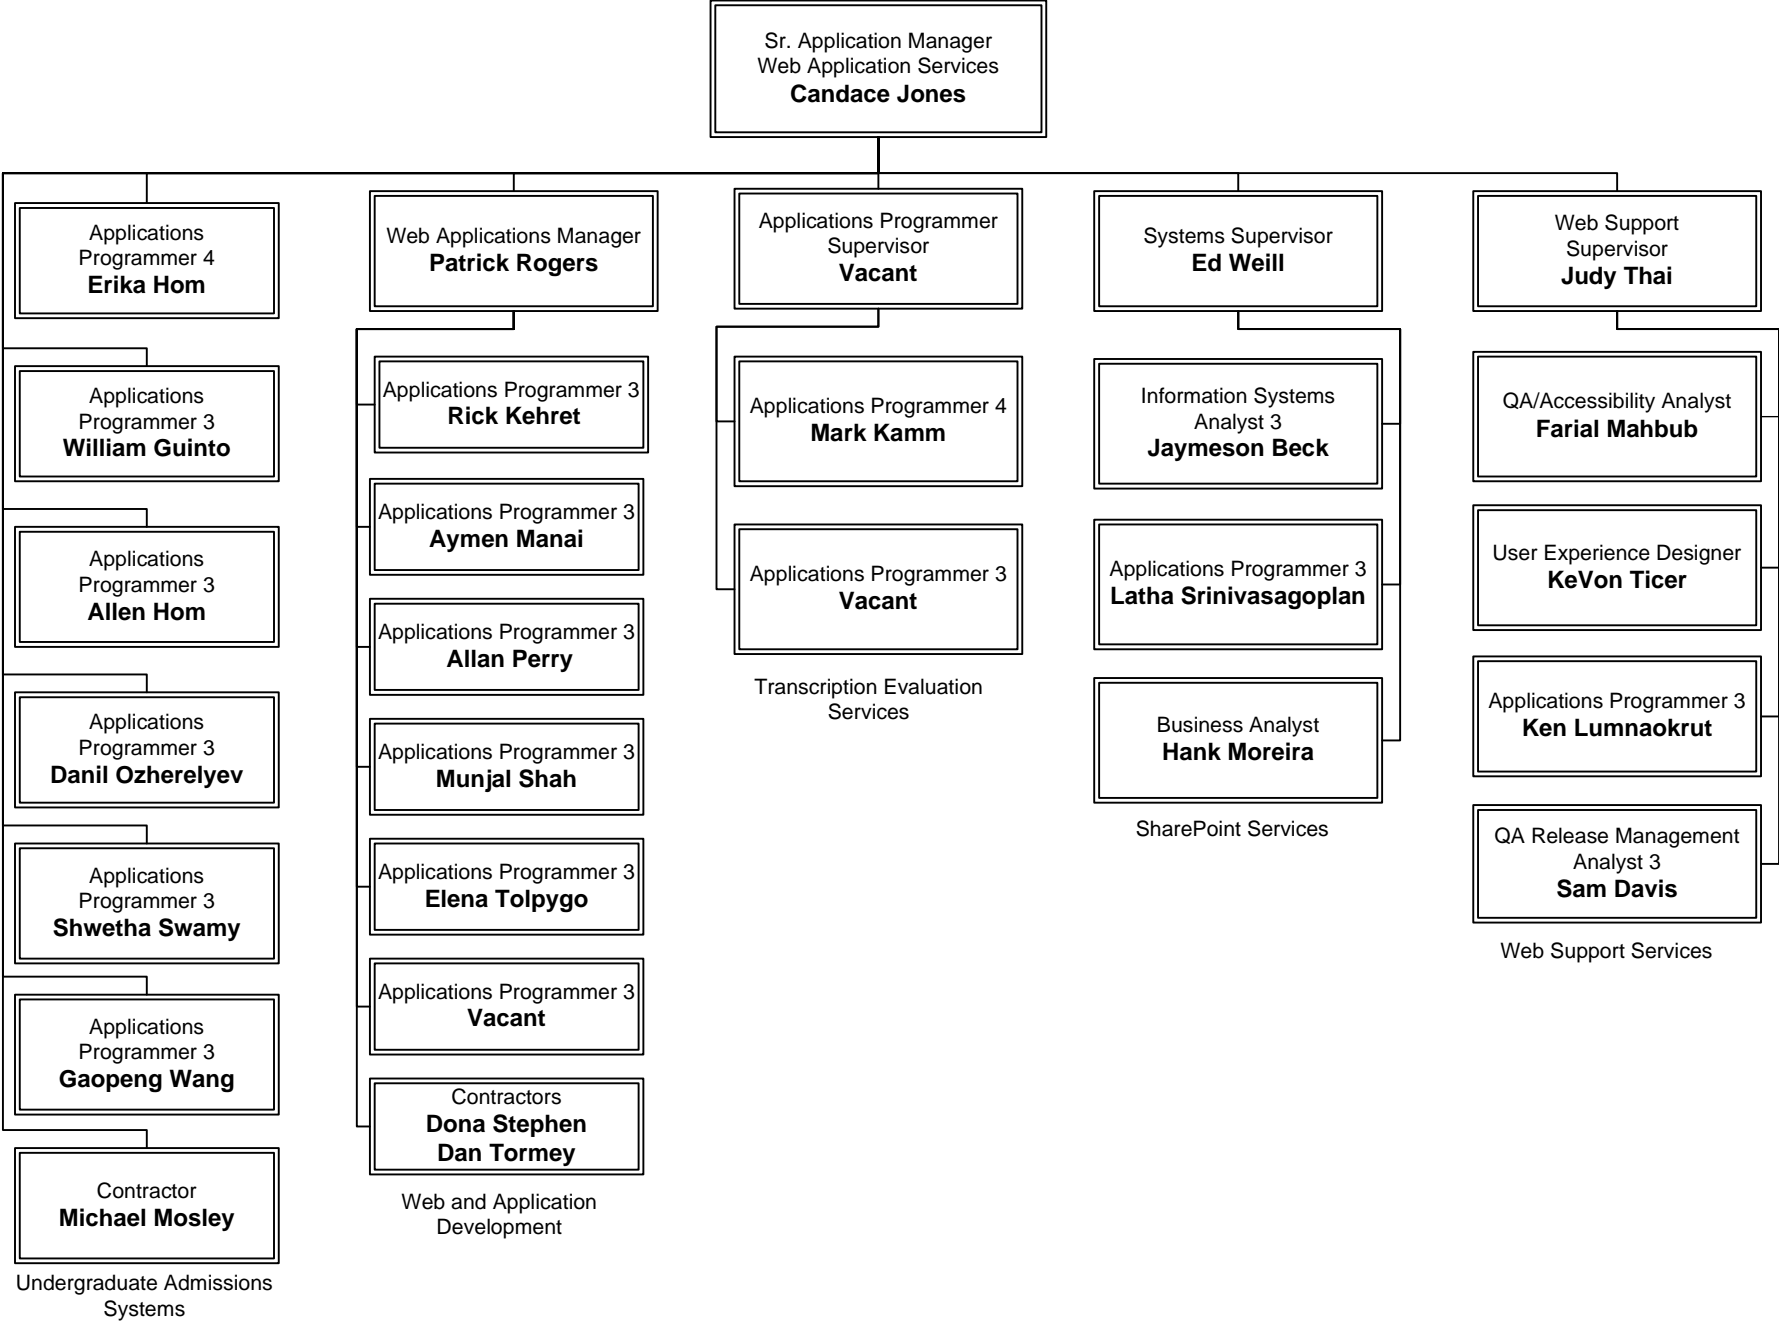 Sr. Application Manager
Web Application Services
Candace Jones
Applications
Programmer 4
Erika Hom
Applications
Programmer 3
William Guinto
Applications
Programmer 3
Allen Hom
Applications
Programmer 3
Danil Ozherelyev
Applications
Programmer 3
Shwetha Swamy
Applications
Programmer 3
Gaopeng Wang
Contractor
Michael Mosley
Undergraduate Admissions
Systems
Web Applications Manager
Patrick Rogers
Applications Programmer 3
Rick Kehret
Applications Programmer 3
Aymen Manai
Applications Programmer 3
Allan Perry
Applications Programmer 3
Munjal Shah
Applications Programmer 3
Elena Tolpygo
Applications Programmer 3
Vacant
Contractors
Dona Stephen
Dan Tormey
Web and Application
Development
Applications Programmer
Supervisor
Vacant
Applications Programmer 4
Mark Kamm
Applications Programmer 3
Vacant
Transcription Evaluation
Services
Systems Supervisor
Ed Weill
Information Systems
Analyst 3
Jaymeson Beck
Applications Programmer 3
Latha Srinivasagoplan
Business Analyst
Hank Moreira
SharePoint Services
Web Support
Supervisor
Judy Thai
QA/Accessibility Analyst
Farial Mahbub
User Experience Designer
KeVon Ticer
Applications Programmer 3
Ken Lumnaokrut
QA Release Management
Analyst 3
Sam Davis
Web Support Services